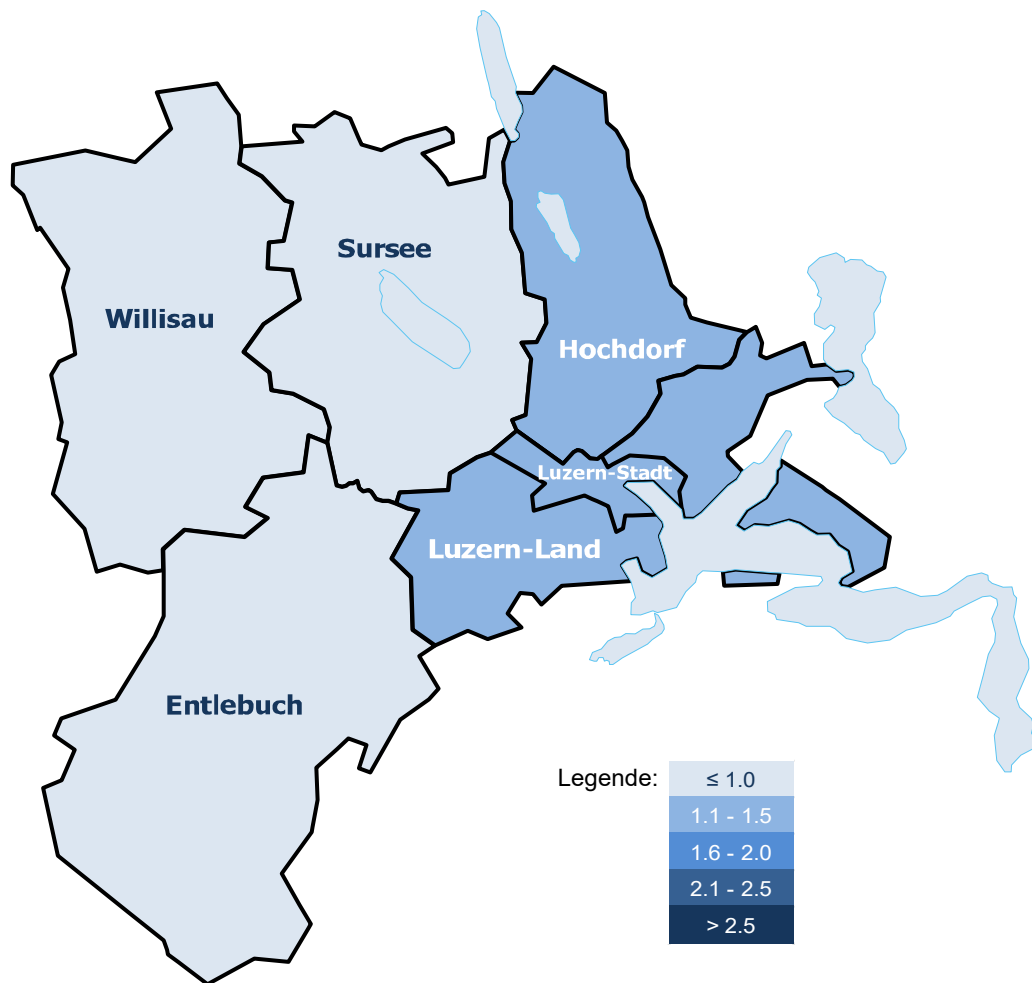 Sursee
Willisau
Hochdorf
Luzern-Stadt
Luzern-Land
Entlebuch
Legende:
≤ 1.0
1.1 - 1.5
1.6 - 2.0
2.1 - 2.5
> 2.5